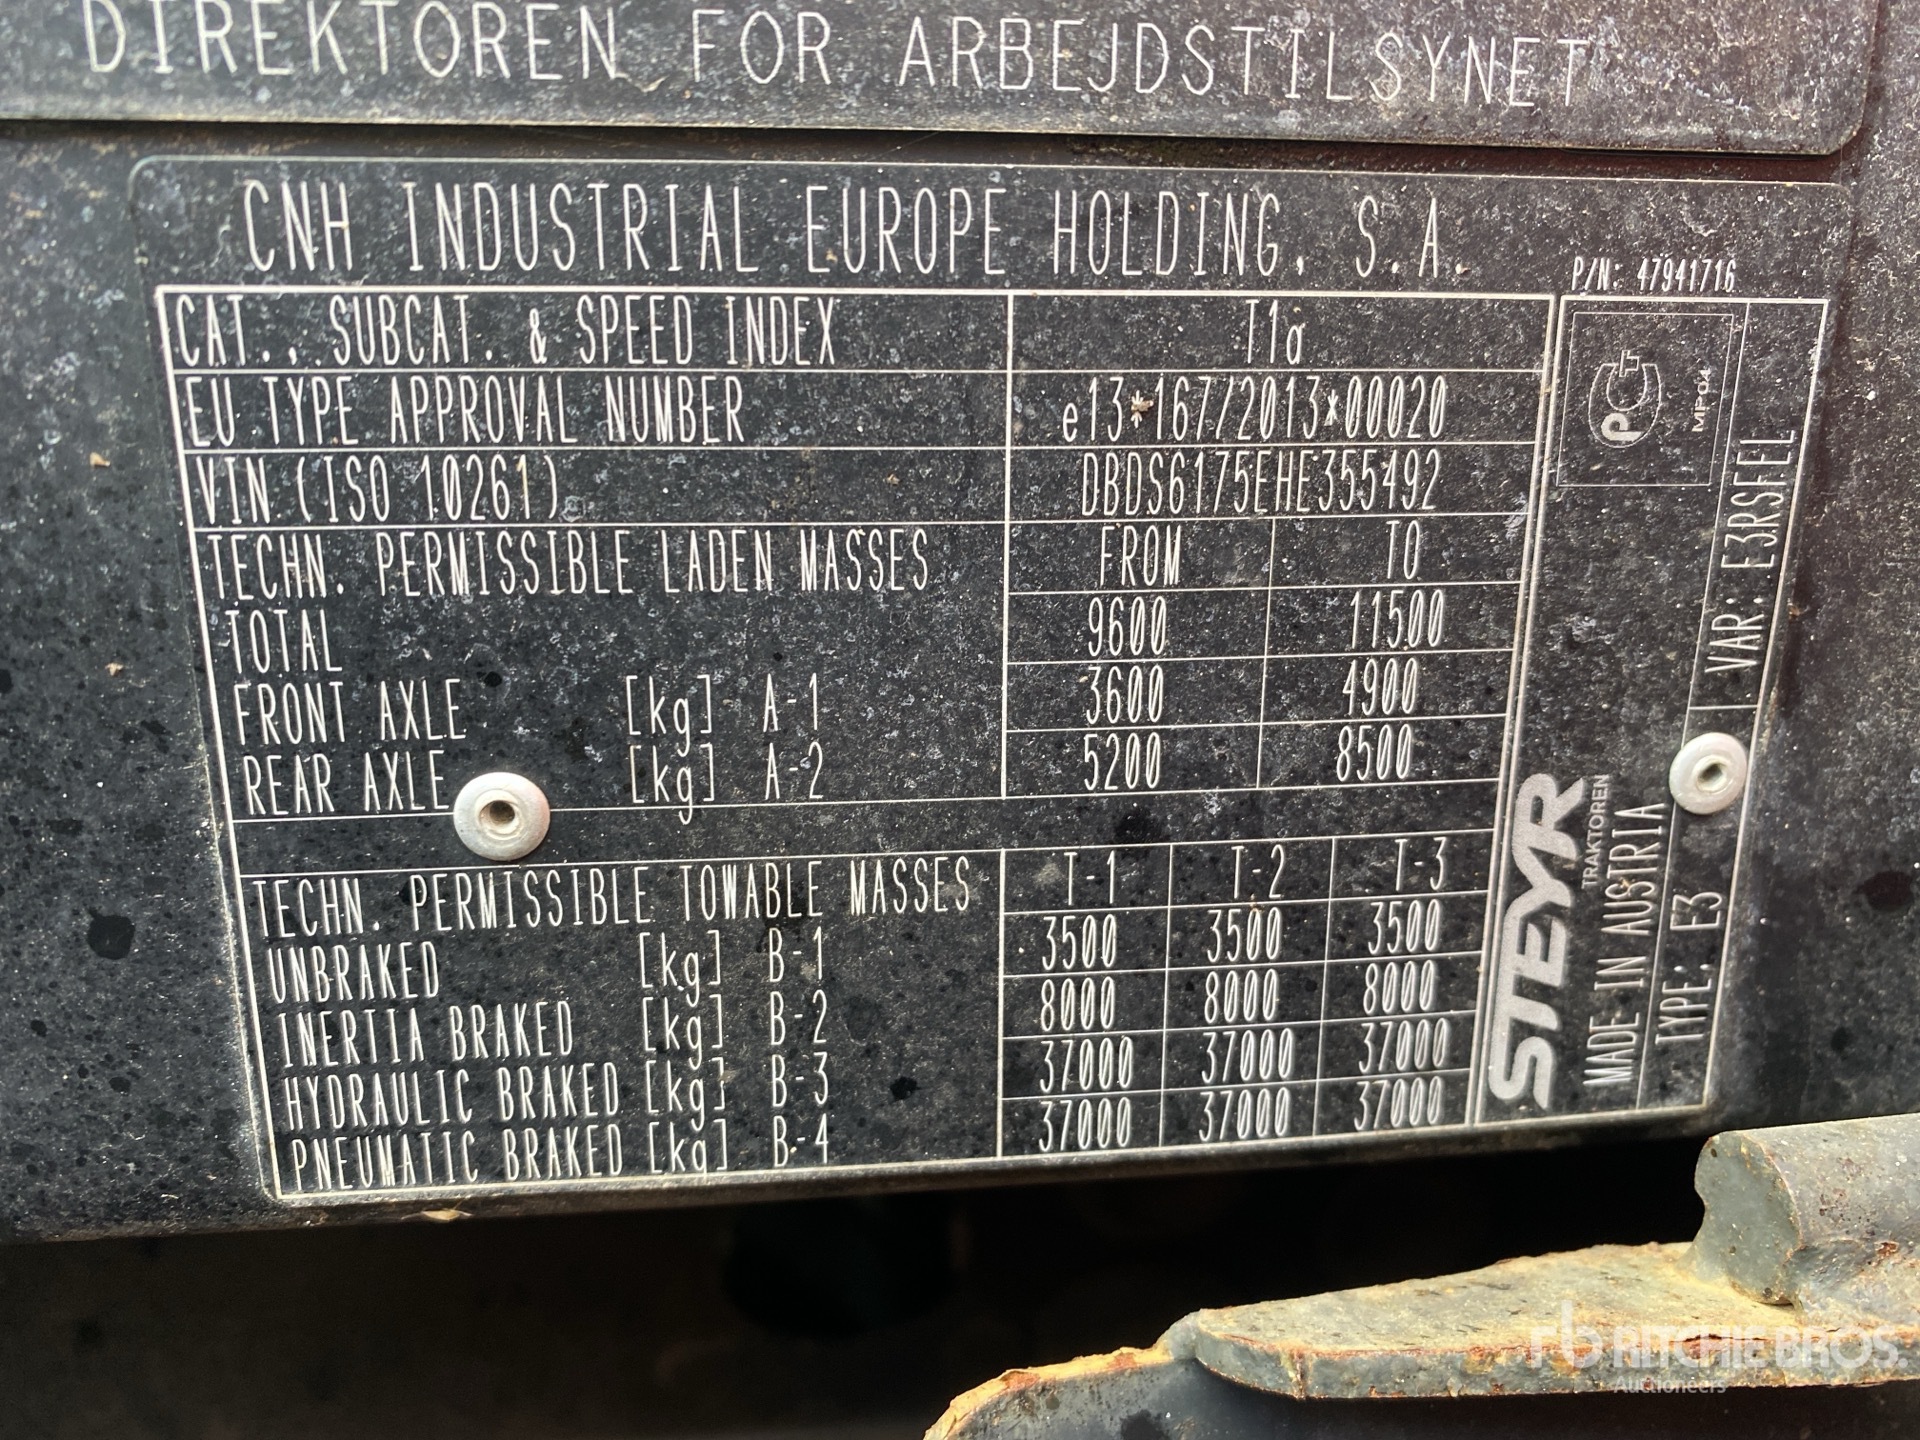 DIREKTOREN FOR ARBEJDSTILSYNET
CNH INDUSTRIAL EUROPE HOLDING. S.A.
P/N: 47941716
CAT., SUBCAT. & SPEED INDEX T1a
EU TYPE APPROVAL NUMBER e13*167/2013*00020
VIN (ISO 10261) DBDS6175EHE355492
TECHN. PERMISSIBLE LADEN MASSES FROM TO
TOTAL 9600 11500
FRONT AXLE [kg] A-1 3600 4900
REAR AXLE [kg] A-2 5200 8500
TECHN. PERMISSIBLE TOWABLE MASSES T-1 T-2 T-3
UNBRAKED [kg] B-1 3500 3500 3500
INERTIA BRAKED [kg] B-2 8000 8000 8000
HYDRAULIC BRAKED [kg] B-3 37000 37000 37000
PNEUMATIC BRAKED [kg] B-4 37000 37000 37000
STEYR
TRAKTOREN
MADE IN AUSTRIA
TYPE: E3
VAR: E3RSFEL
PCT
MP04
rb RITCHIE BROS.
Auctioneers